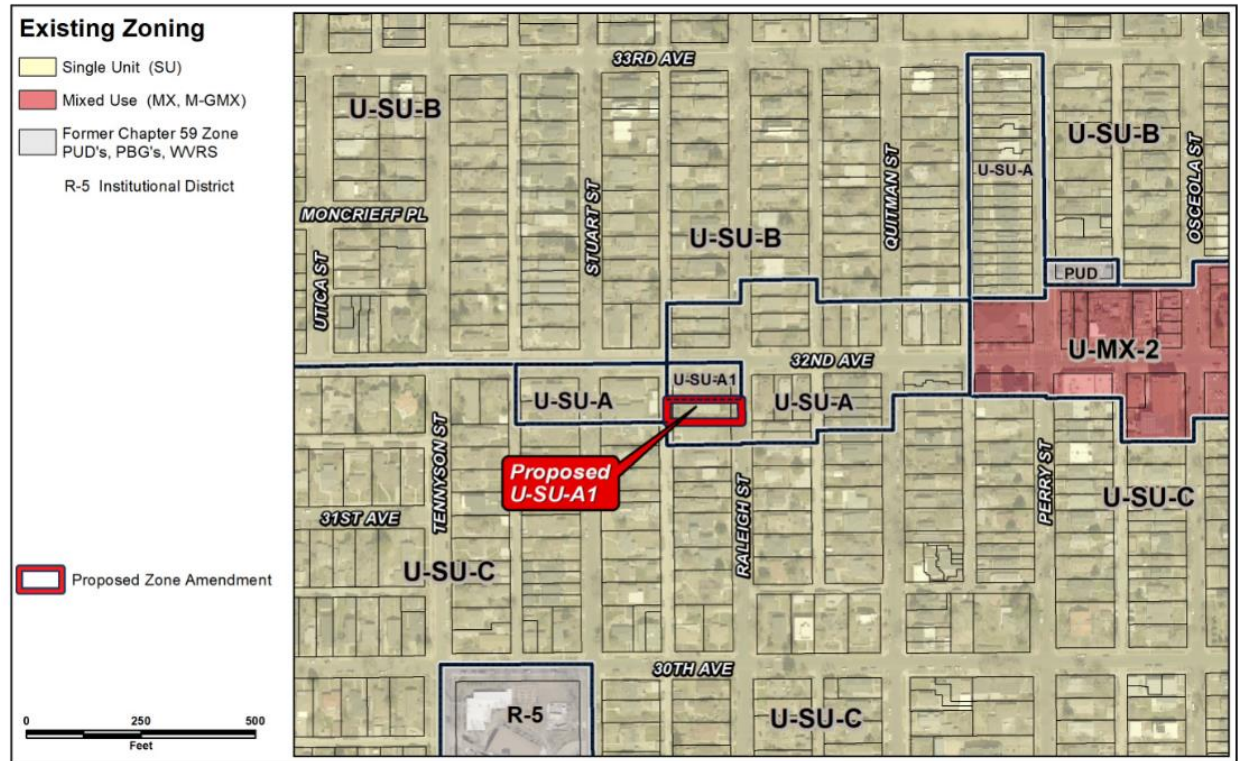 Existing Zoning
Single Unit (SU)
Mixed Use (MX, M-GMX)
Former Chapter 59 Zone
PUD's, PBG's, WVRS
R-5 Institutional District
Proposed Zone Amendment
0 250 500
Feet
33RD AVE
U-SU-B
U-SU-B
U-SU-A
MONCRIEFF PL
UTICA ST
STUART ST
U-SU-B
QUITMAN ST
OSCEOLA ST
PUD
32ND AVE
U-MX-2
U-SU-A1
U-SU-A
U-SU-A
Proposed
U-SU-A1
TENNYSON ST
31ST AVE
RALEIGH ST
PERRY ST
U-SU-C
U-SU-C
30TH AVE
R-5
U-SU-C